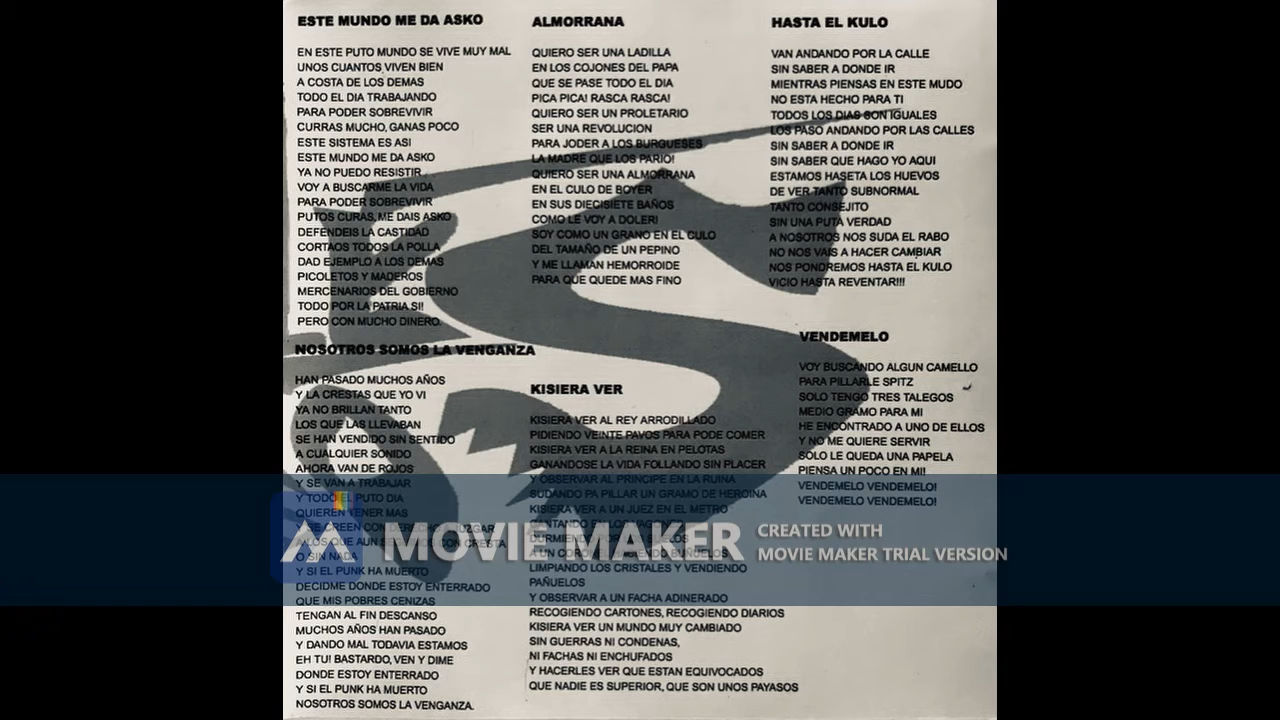 ESTE MUNDO ME DA ASKO
EN ESTE PUTO MUNDO SE VIVE MUY MAL
UNOS CUANTOS VIVEN BIEN
A COSTA DE LOS DEMAS
TODO EL DIA TRABAJANDO
PARA PODER SOBREVIVIR
CURRAS MUCHO, GANAS POCO
ESTE SISTEMA ES ASI
ESTE MUNDO ME DA ASKO
YA NO PUEDO RESISTIR
VOY A BUSCARME LA VIDA
PARA PODER SOBREVIVIR
PUTOS CURAS, ME DAIS ASKO
DEFENDEIS LA CASTIDAD
CORTAOS TODOS LA POLLA
DAD EJEMPLO A LOS DEMAS
PICOLETOS Y MADEROS
MERCENARIOS DEL GOBIERNO
TODO POR LA PATRIA SI!
PERO CON MUCHO DINERO.
NOSOTROS SOMOS LA VENGANZA
HAN PASADO MUCHOS AÑOS
Y LA CRESTAS QUE YO VI
YA NO BRILLAN TANTO
LOS QUE LAS LLEVABAN
SE HAN VENDIDO SIN SENTIDO
A CUALQUIER SONIDO
AHORA VAN DE ROJOS
Y SE VAN A TRABAJAR
Y TODO EL PUTO DIA
QUIEREN TENER MAS
SE CREEN CON DERECHO A JUZGAR
A LOS QUE AUN CON CRESTA
O SIN NADA
Y SI EL PUNK HA MUERTO
DECIDME DONDE ESTOY ENTERRADO
QUE MIS POBRES CENIZAS
TENGAN AL FIN DESCANSO
MUCHOS AÑOS HAN PASADO
Y DANDO MAL TODAVIA ESTAMOS
EH TU! BASTARDO, VEN Y DIME
DONDE ESTOY ENTERRADO
Y SI EL PUNK HA MUERTO
NOSOTROS SOMOS LA VENGANZA.
ALMORRANA
QUIERO SER UNA LADILLA
EN LOS COJONES DEL PAPA
QUE SE PASE TODO EL DIA
PICA PICA! RASCA RASCA!
QUIERO SER UN PROLETARIO
SER UNA REVOLUCION
PARA JODER A LOS BURGUESES
LA MADRE QUE LOS PARIO!
QUIERO SER UNA ALMORRANA
EN EL CULO DE BOYER
EN SUS DIECISIETE BAÑOS
COMO LE VOY A DOLER!
SOY COMO UN GRANO EN EL CULO
DEL TAMAÑO DE UN PEPINO
Y ME LLAMAN HEMORROIDE
PARA QUE QUEDE MAS FINO
KISIERA VER
KISIERA VER AL REY ARRODILLADO
PIDIENDO VEINTE PAVOS PARA PODE COMER
KISIERA VER A LA REINA EN PELOTAS
GANANDOSE LA VIDA FOLLANDO SIN PLACER
Y OBSERVAR AL PRINCIPE EN LA RUINA
SUDANDO PA PILLAR UN GRAMO DE HEROINA
KISIERA VER A UN JUEZ EN EL METRO
DURMIENDO POR
A UN BUÑUELOS
LIMPIANDO LOS CRISTALES Y VENDIENDO
PAÑUELOS
Y OBSERVAR A UN FACHA ADINERADO
RECOGIENDO CARTONES, RECOGIENDO DIARIOS
KISIERA VER UN MUNDO MUY CAMBIADO
SIN GUERRAS NI CONDENAS,
NI FACHAS NI ENCHUFADOS
Y HACERLES VER QUE ESTAN EQUIVOCADOS
QUE NADIE ES SUPERIOR, QUE SON UNOS PAYASOS
HASTA EL KULO
VAN ANDANDO POR LA CALLE
SIN SABER A DONDE IR
MIENTRAS PIENSAS EN ESTE MUDO
NO ESTA HECHO PARA TI
TODOS LOS DIAS SON IGUALES
LOS PASO ANDANDO POR LAS CALLES
SIN SABER A DONDE IR
SIN SABER QUE HAGO YO AQUI
ESTAMOS HASETA LOS HUEVOS
DE VER TANTO SUBNORMAL
TANTO CONSEJITO
SIN UNA PUTA VERDAD
A NOSOTROS NOS SUDA EL RABO
NO NOS VAIS A HACER CAMBIAR
NOS PONDREMOS HASTA EL KULO
VICIO HASTA REVENTAR!!!
VENDEMELO
VOY BUSCANDO ALGUN CAMELLO
PARA PILLARLE SPITZ
SOLO TENGO TRES TALEGOS
MEDIO GRAMO PARA MI
HE ENCONTRADO A UNO DE ELLOS
Y NO ME QUIERE SERVIR
SOLO LE QUEDA UNA PAPELA
PIENSA UN POCO EN MI!
VENDEMELO VENDEMELO!
VENDEMELO VENDEMELO!
MOVIE MAKER
CREATED WITH
MOVIE MAKER TRIAL VERSION